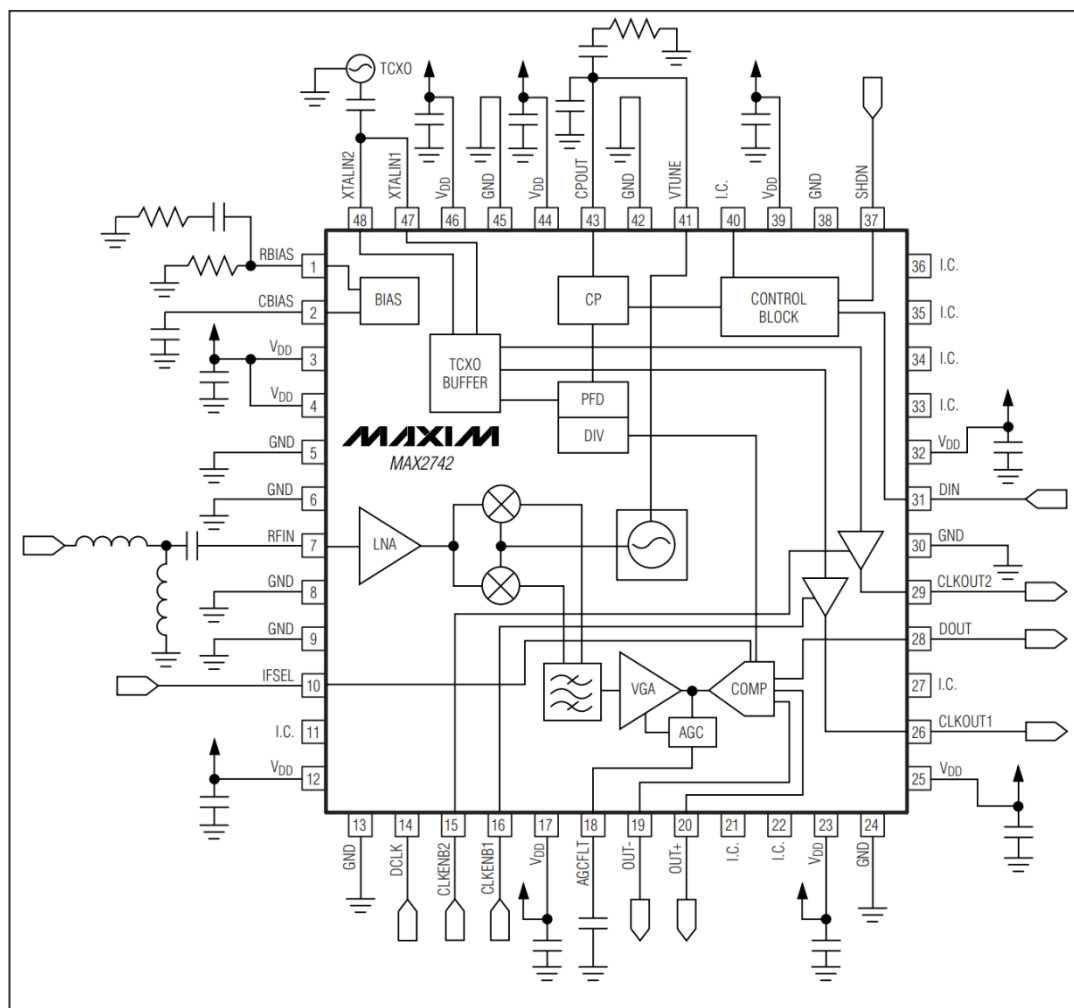 TCXO
XTALIN2
XTALIN1
VDD
GND
VDD
CPOUT
GND
VTUNE
I.C.
VDD
GND
SHDN
48
47
46
45
44
43
42
41
40
39
38
37
RBIAS
1
CBIAS
2
VDD
3
VDD
4
GND
5
GND
6
RFIN
7
GND
8
GND
9
IFSEL
10
I.C.
11
VDD
12
BIAS
TCXO
BUFFER
CP
CONTROL
BLOCK
PFD
DIV
MAXIM
MAX2742
LNA
VGA
COMP
AGC
36
I.C.
35
I.C.
34
I.C.
33
I.C.
32
VDD
31
DIN
30
GND
29
CLKOUT2
28
DOUT
27
I.C.
26
CLKOUT1
25
VDD
13
14
15
16
17
18
19
20
21
22
23
24
GND
DCLK
CLKENB2
CLKENB1
VDD
AGCFLT
OUT-
OUT+
I.C.
I.C.
VDD
GND